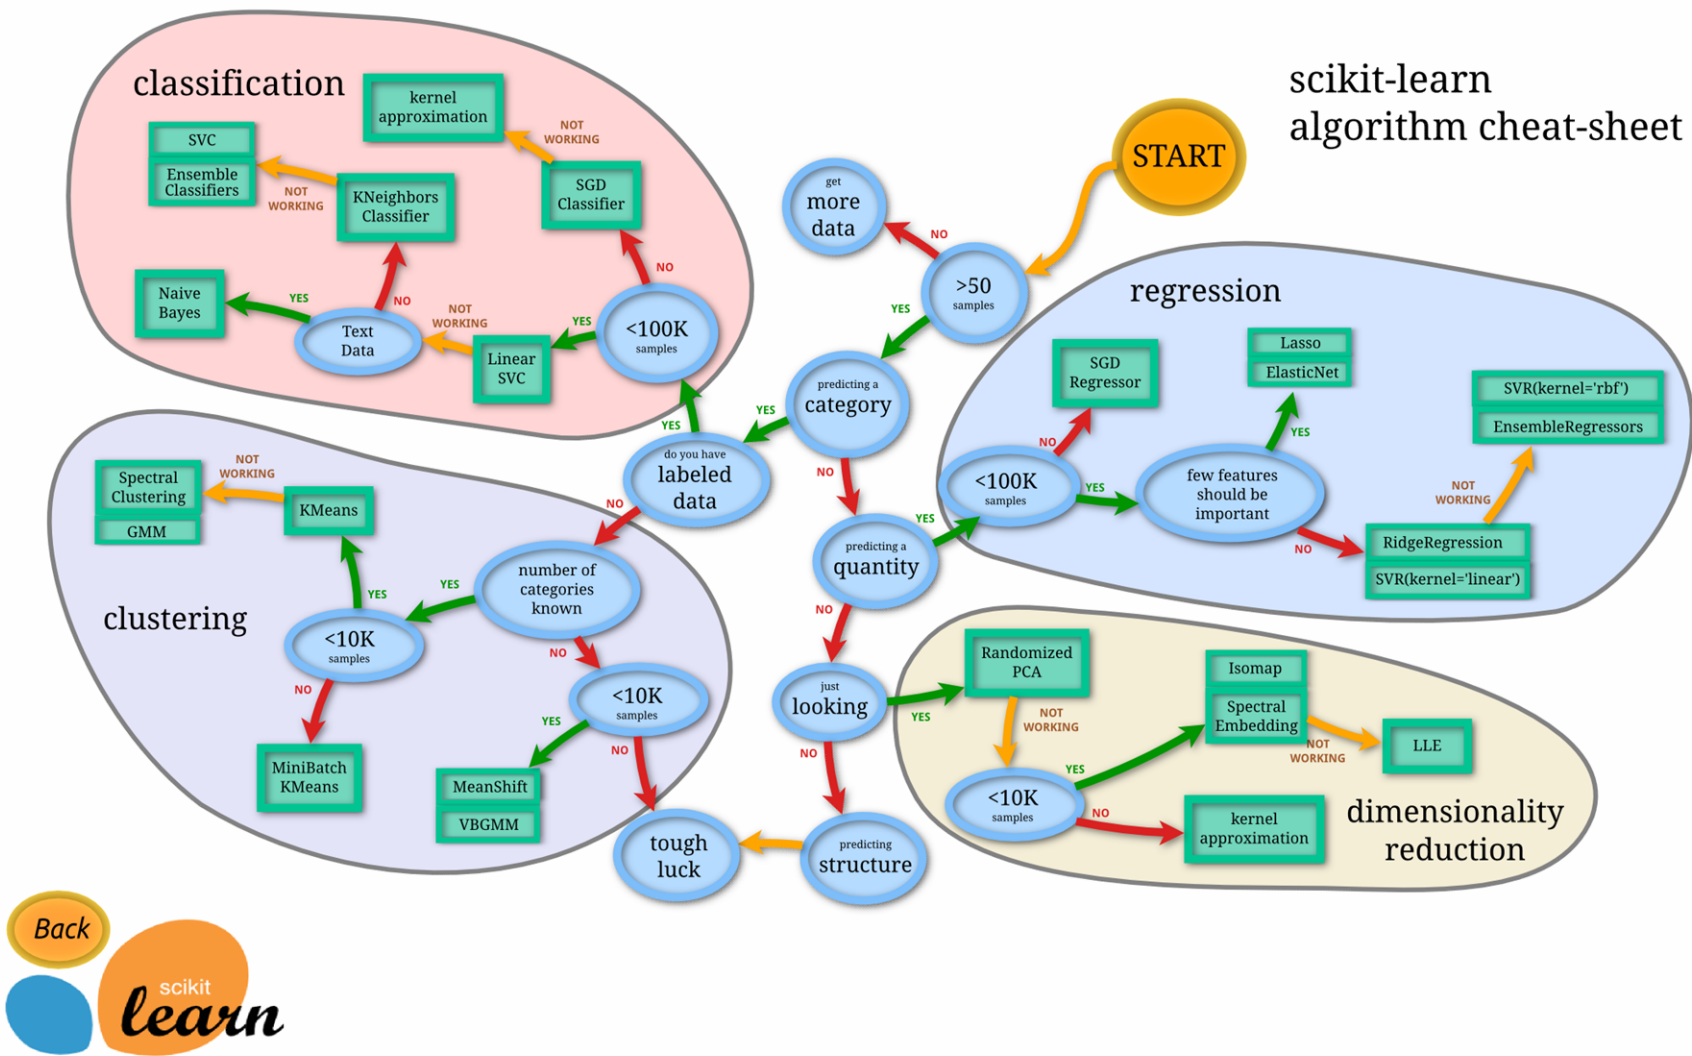 scikit-learn
algorithm cheat-sheet
START
get
more
data
NO
>50
samples
YES
predicting a
category
YES
NO
do you have
labeled
data
YES
NO
predicting a
quantity
YES
NO
just
looking
YES
NO
predicting
structure
tough
luck
classification
kernel
approximation
NOT
WORKING
SGD
Classifier
NO
<100K
samples
YES
Linear
SVC
NOT
WORKING
Text
Data
YES
Naive
Bayes
NO
KNeighbors
Classifier
NOT
WORKING
SVC
Ensemble
Classifiers
clustering
number of
categories
known
YES
NO
<10K
samples
YES
KMeans
NOT
WORKING
Spectral
Clustering
GMM
NO
MiniBatch
KMeans
<10K
samples
YES
MeanShift
VBGMM
NO
regression
<100K
samples
NO
SGD
Regressor
YES
few features
should be
important
YES
Lasso
ElasticNet
NO
RidgeRegression
SVR(kernel='linear')
NOT
WORKING
SVR(kernel='rbf')
EnsembleRegressors
dimensionality
reduction
Randomized
PCA
NOT
WORKING
<10K
samples
YES
Isomap
Spectral
Embedding
NOT
WORKING
LLE
NO
kernel
approximation
Back
scikit
learn